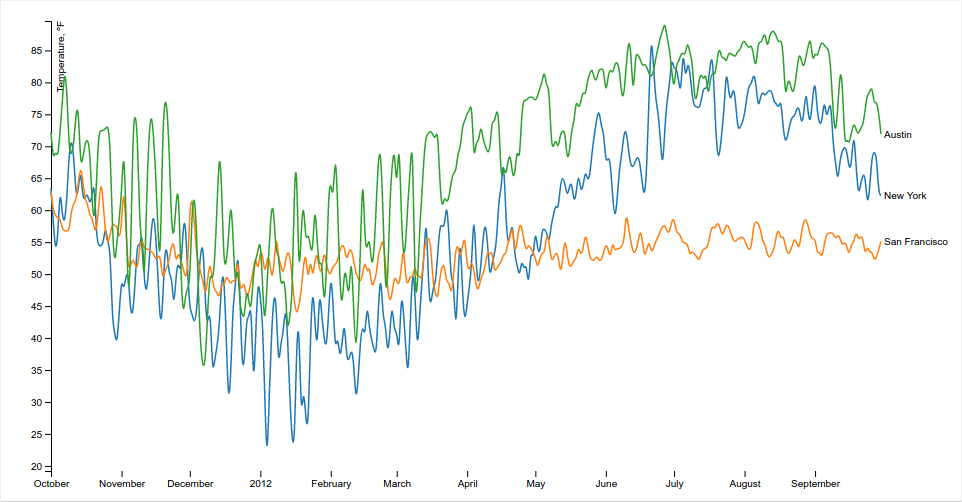 Temperature, ºF
85
80
75
70
65
60
55
50
45
40
35
30
25
20
October November December 2012 February March April May June July August September
Austin
New York
San Francisco